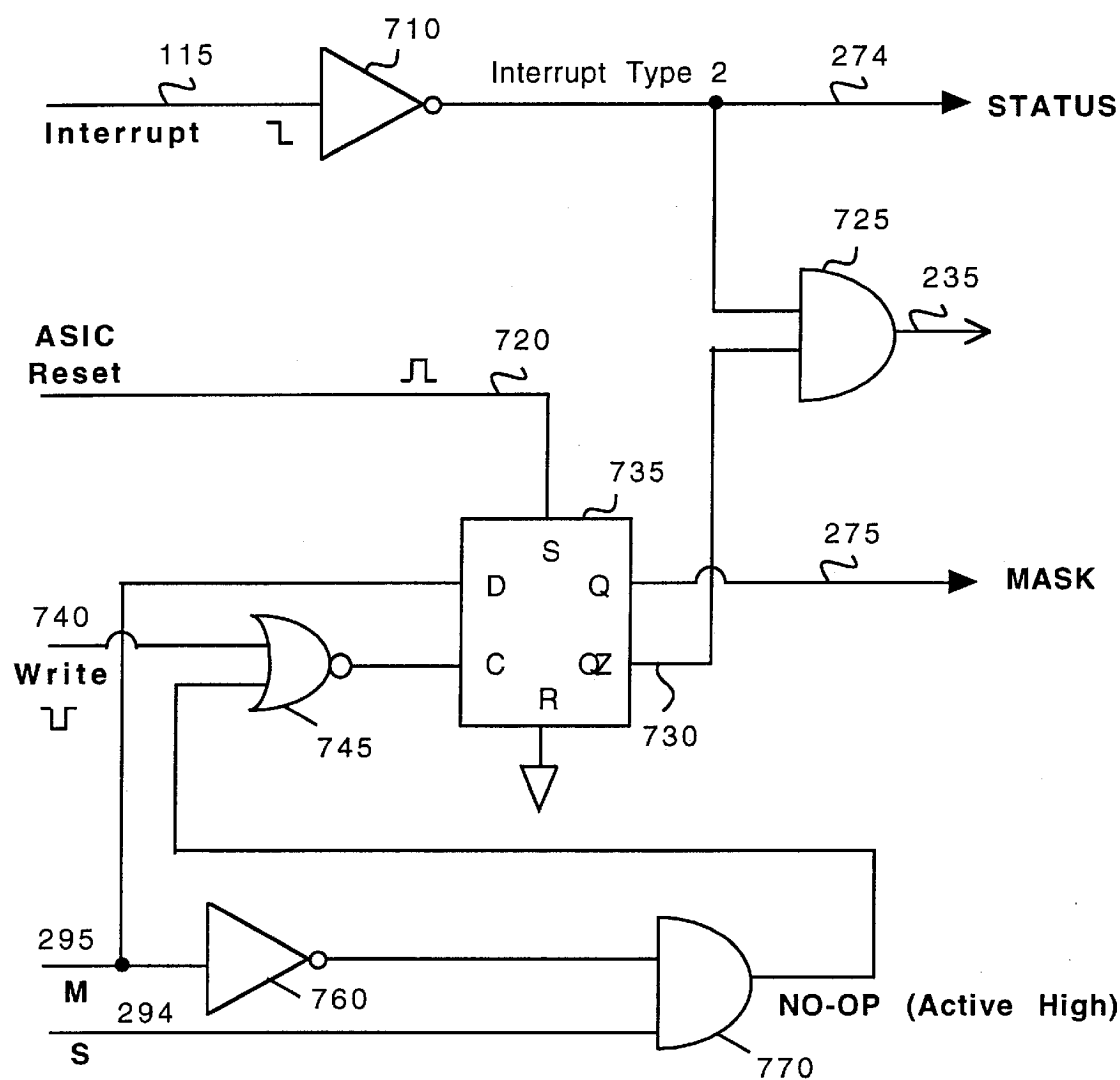 710
115
Interrupt Type 2
274
Interrupt
STATUS
725
235
ASIC
Reset
720
735
S
D
Q
275
MASK
740
Write
C
QZ
R
745
730
295
M
760
294
NO-OP (Active High)
S
770